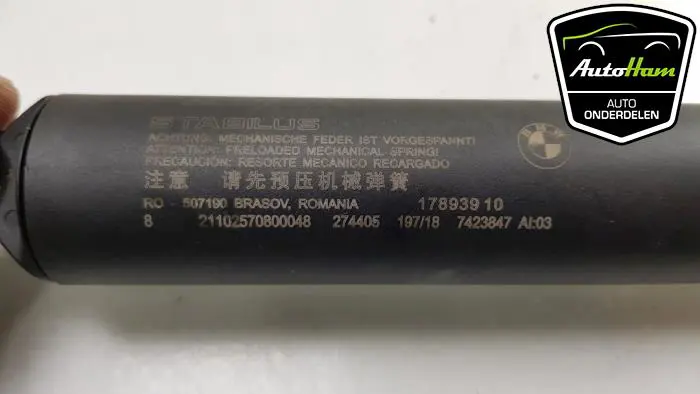 AutoHam
AUTO
ONDERDELEN
STABILUS
ACHTUNG: MECHANISCHE FEDER IST VORGESPANNT!
ATTENTION: PRELOADED MECHANICAL SPRING!
PRECAUCION: RESORTE MECANICO RECARGADO
注意 请先预压机械弹簧
RO - 507190 BRASOV, ROMANIA 17893910
8 21102570800048 274405 197/18 7423847 AI:03
BMW